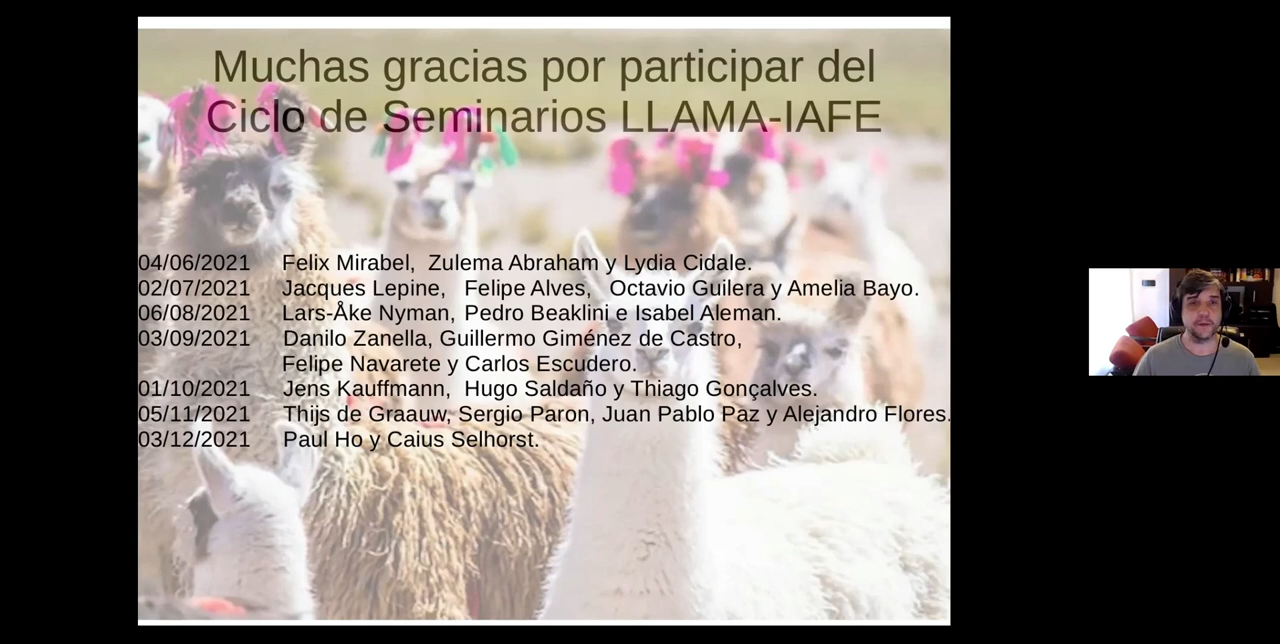 Muchas gracias por participar del
Ciclo de Seminarios LLAMA-IAFE
04/06/2021 Felix Mirabel, Zulema Abraham y Lydia Cidale.
02/07/2021 Jacques Lepine, Felipe Alves, Octavio Guilera y Amelia Bayo.
06/08/2021 Lars-Åke Nyman, Pedro Beaklini e Isabel Aleman.
03/09/2021 Danilo Zanella, Guillermo Giménez de Castro,
Felipe Navarete y Carlos Escudero.
01/10/2021 Jens Kauffmann, Hugo Saldaño y Thiago Gonçalves.
05/11/2021 Thijs de Graauw, Sergio Paron, Juan Pablo Paz y Alejandro Flores.
03/12/2021 Paul Ho y Caius Selhorst.